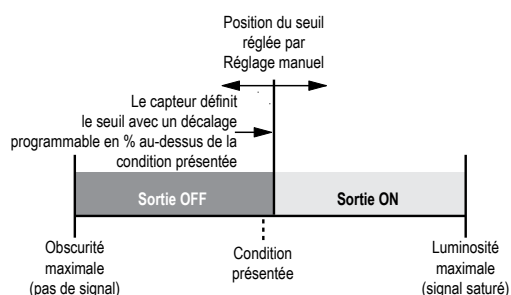 Position du seuil
réglée par
Réglage manuel
Le capteur définit
le seuil avec un décalage
programmable en % au-dessus de la
condition présentée
Sortie OFF
Sortie ON
Obscurité
maximale
(pas de signal)
Condition
présentée
Luminosité
maximale
(signal saturé)